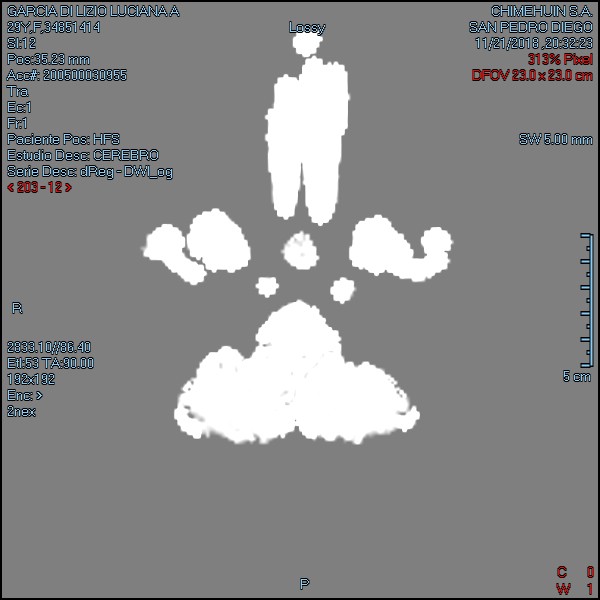 GARCIA DI LIZIO LUCIANA A
29Y,F,34851414
Sl:12
Pos:35.23 mm
Acc#: 200500030955
Tra
Ec:1
Fr:1
Paciente Pos: HFS
Estudio Desc: CEREBRO
Serie Desc: dReg - DWI_og
< 203 - 12 >
Lossy
CHIMEHUIN S.A.
SAN PEDRO DIEGO
11/21/2018 ,20:32:23
313% Pixel
DFOV 23.0 x 23.0 cm
SW 5.00 mm
R
2833.10//86.40
Etl:53 TA:90.00
192x192
Enc: >
2nex
5 cm
P
C 0
W 1